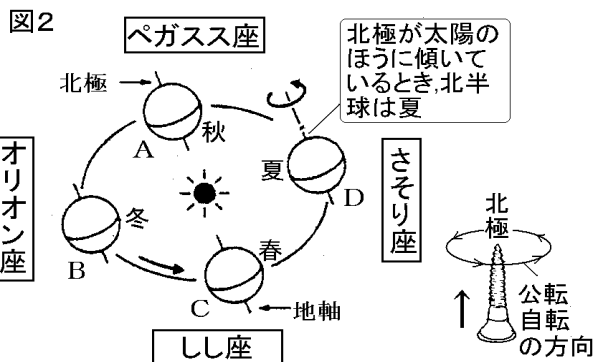 図2
ペガスス座
北極が太陽の
ほうに傾いて
いるとき,北半
球は夏
北極
秋
A
夏
D
さそり座
オリオン座
冬
B
春
C
地軸
しし座
北極
公転
自転
の方向